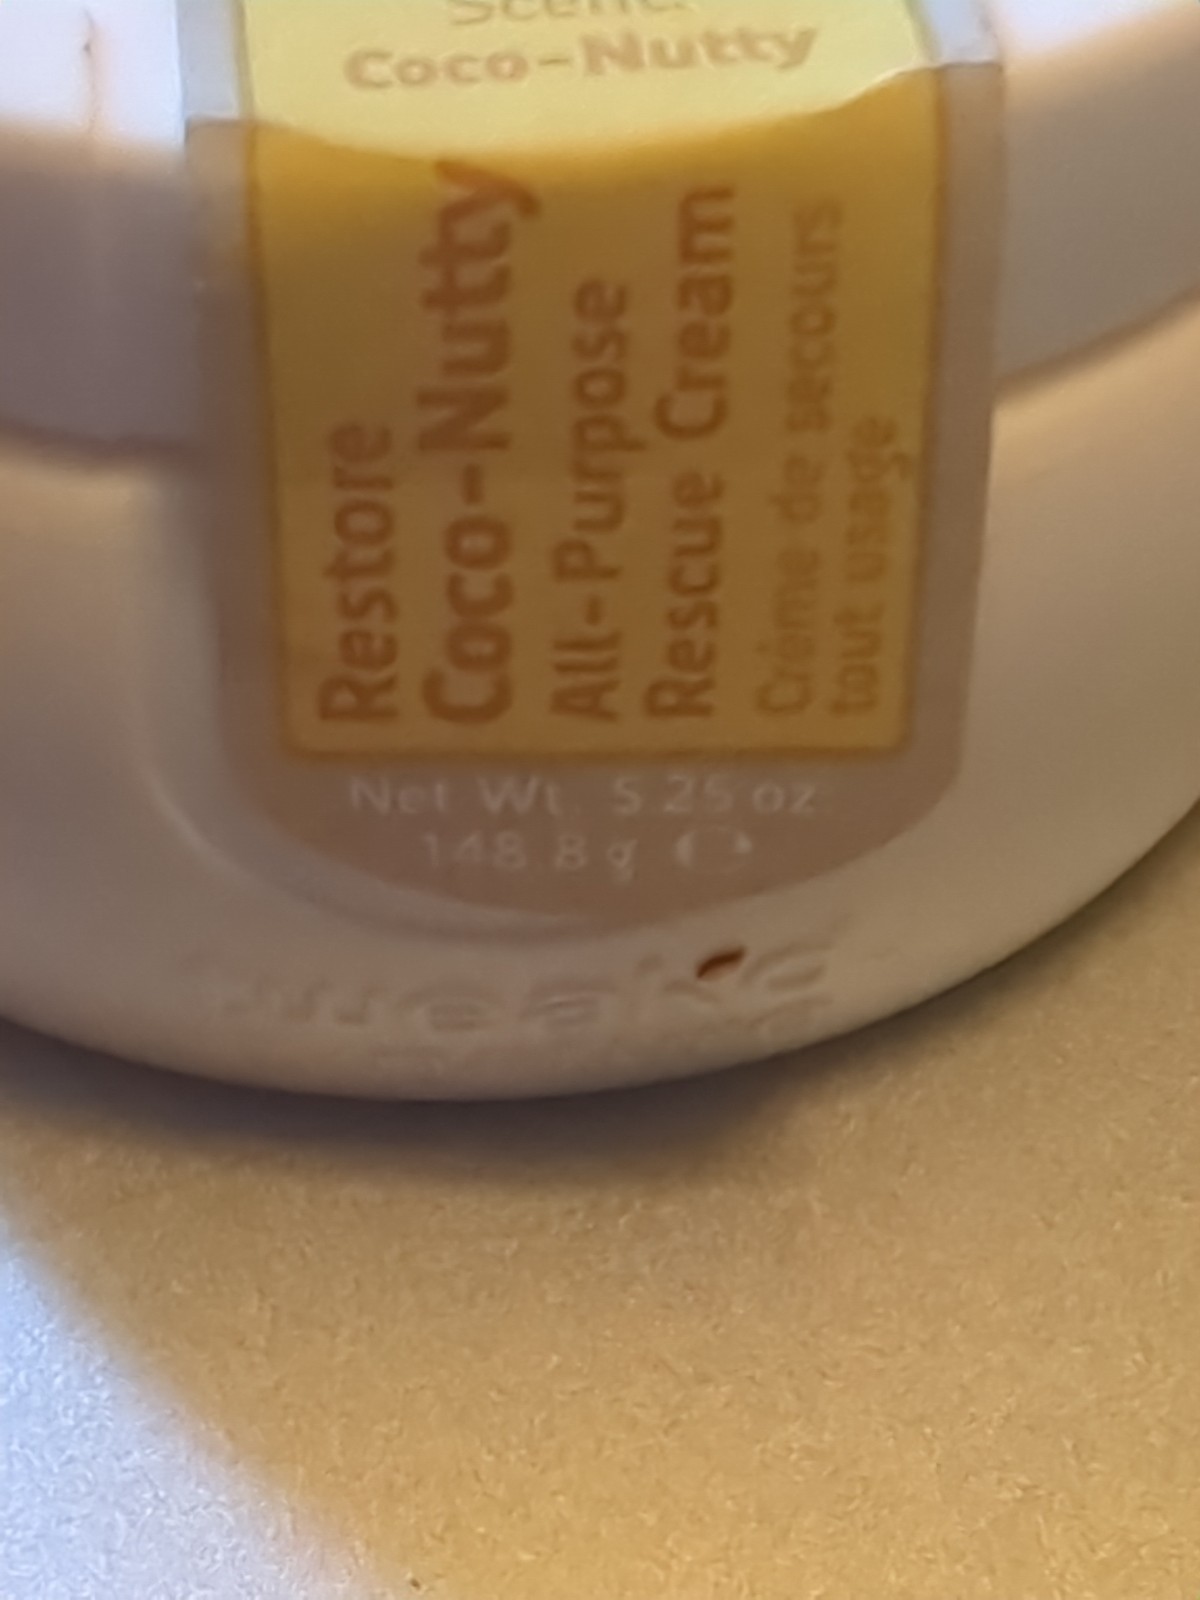 Coco-Nutty
Restore
Coco-Nutty
All-Purpose
Rescue Cream
Crème de secours
tout usage
Net Wt. 5.25 oz
148.8 g